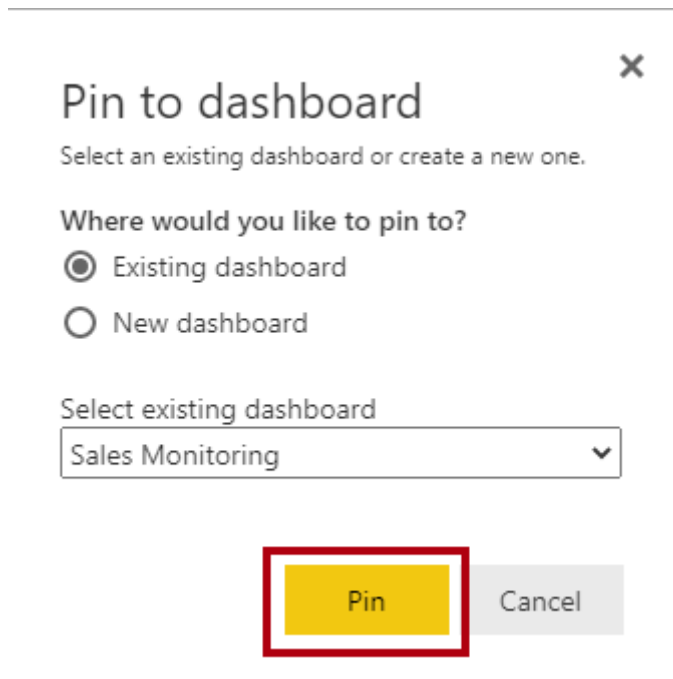 Pin to dashboard
Select an existing dashboard or create a new one.
Where would you like to pin to?
Existing dashboard
New dashboard
Select existing dashboard
Sales Monitoring
Pin Cancel